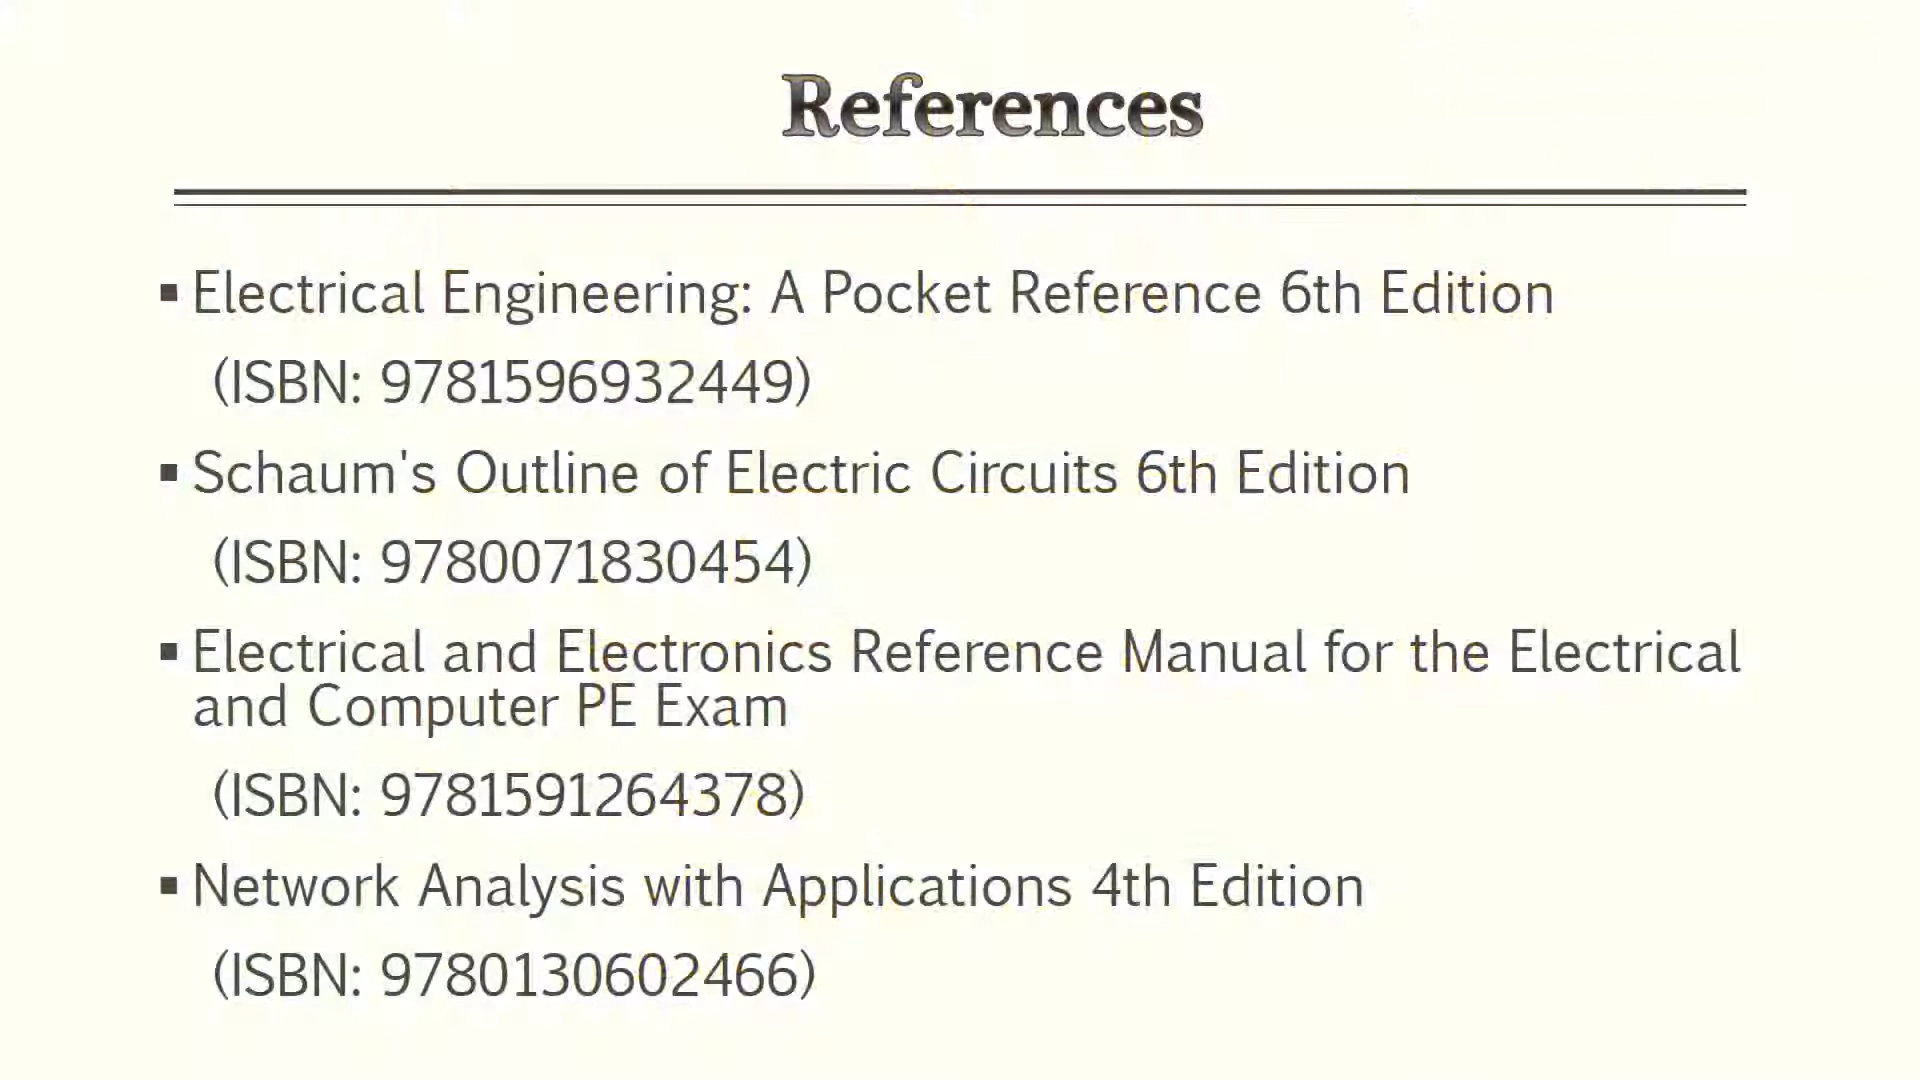 References
▪ Electrical Engineering: A Pocket Reference 6th Edition
(ISBN: 9781596932449)
▪ Schaum's Outline of Electric Circuits 6th Edition
(ISBN: 9780071830454)
▪ Electrical and Electronics Reference Manual for the Electrical
and Computer PE Exam
(ISBN: 9781591264378)
▪ Network Analysis with Applications 4th Edition
(ISBN: 9780130602466)